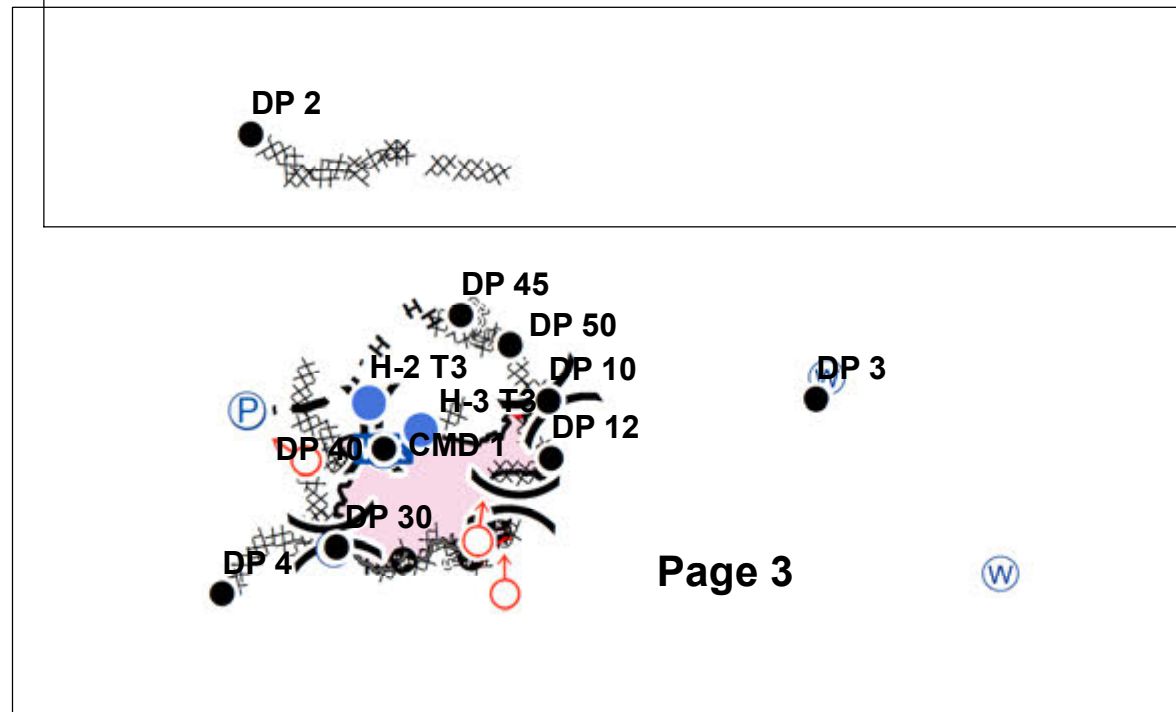 DP 2
DP 45
DP 50
H
H
H
H-2 T3
DP 10
DP 3
W
P
H-3 T3
DP 12
DP 40
CMD 1
DP 30
DP 4
Page 3
W